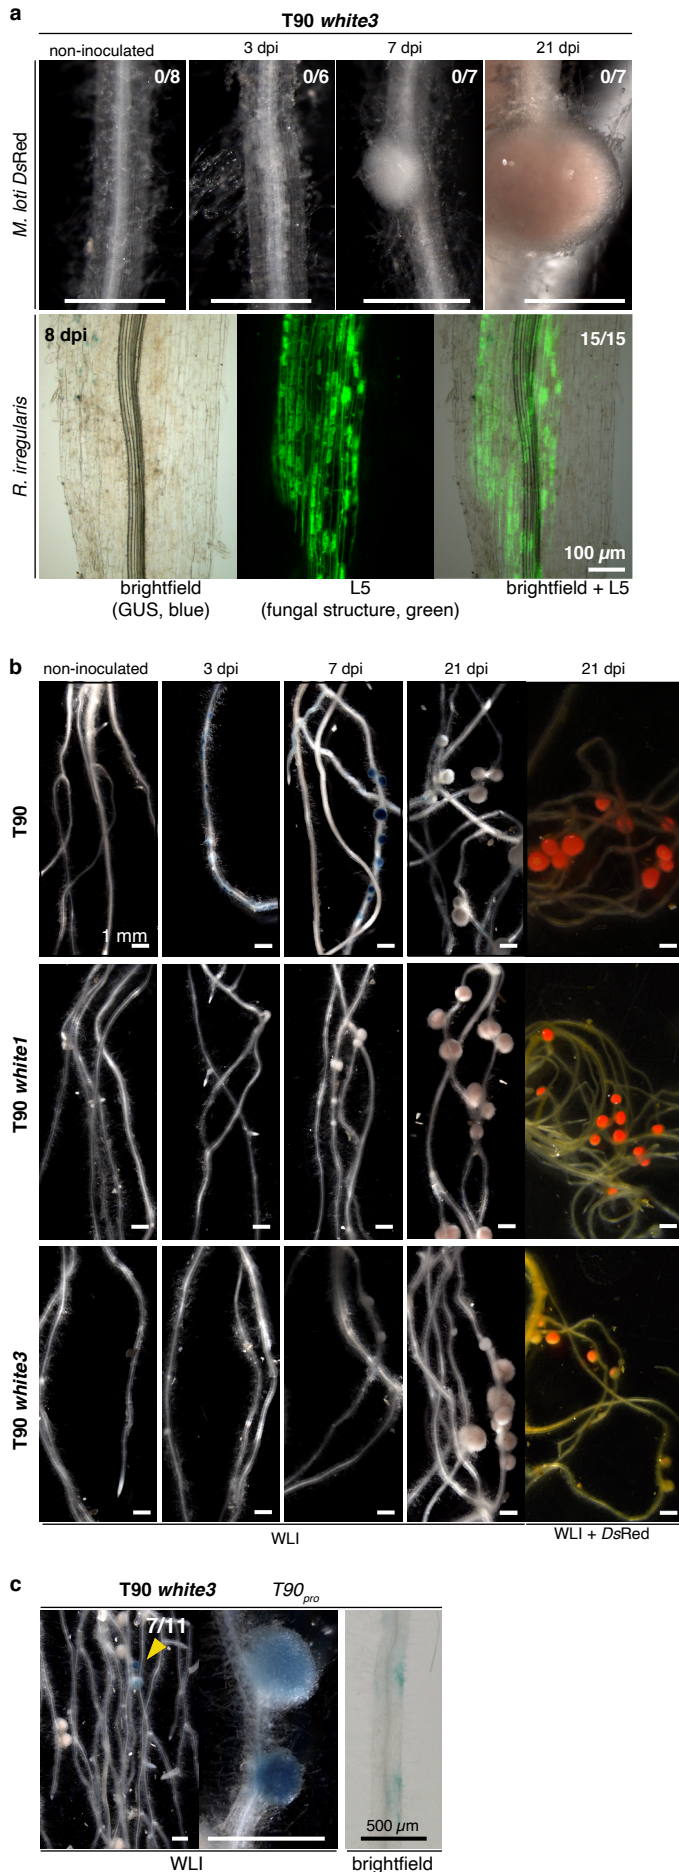 a
T90 white3
non-inoculated 3 dpi 7 dpi 21 dpi
M. loti DsRed
0/8 0/6 0/7 0/7
R. irregularis
8 dpi 15/15
100 µm
brightfield L5 brightfield + L5
(GUS, blue) (fungal structure, green)
b
non-inoculated 3 dpi 7 dpi 21 dpi 21 dpi
T90
1 mm
T90 white1
T90 white3
WLI WLI + DsRed
c
T90 white3 T90pro
7/11
500 µm
WLI brightfield